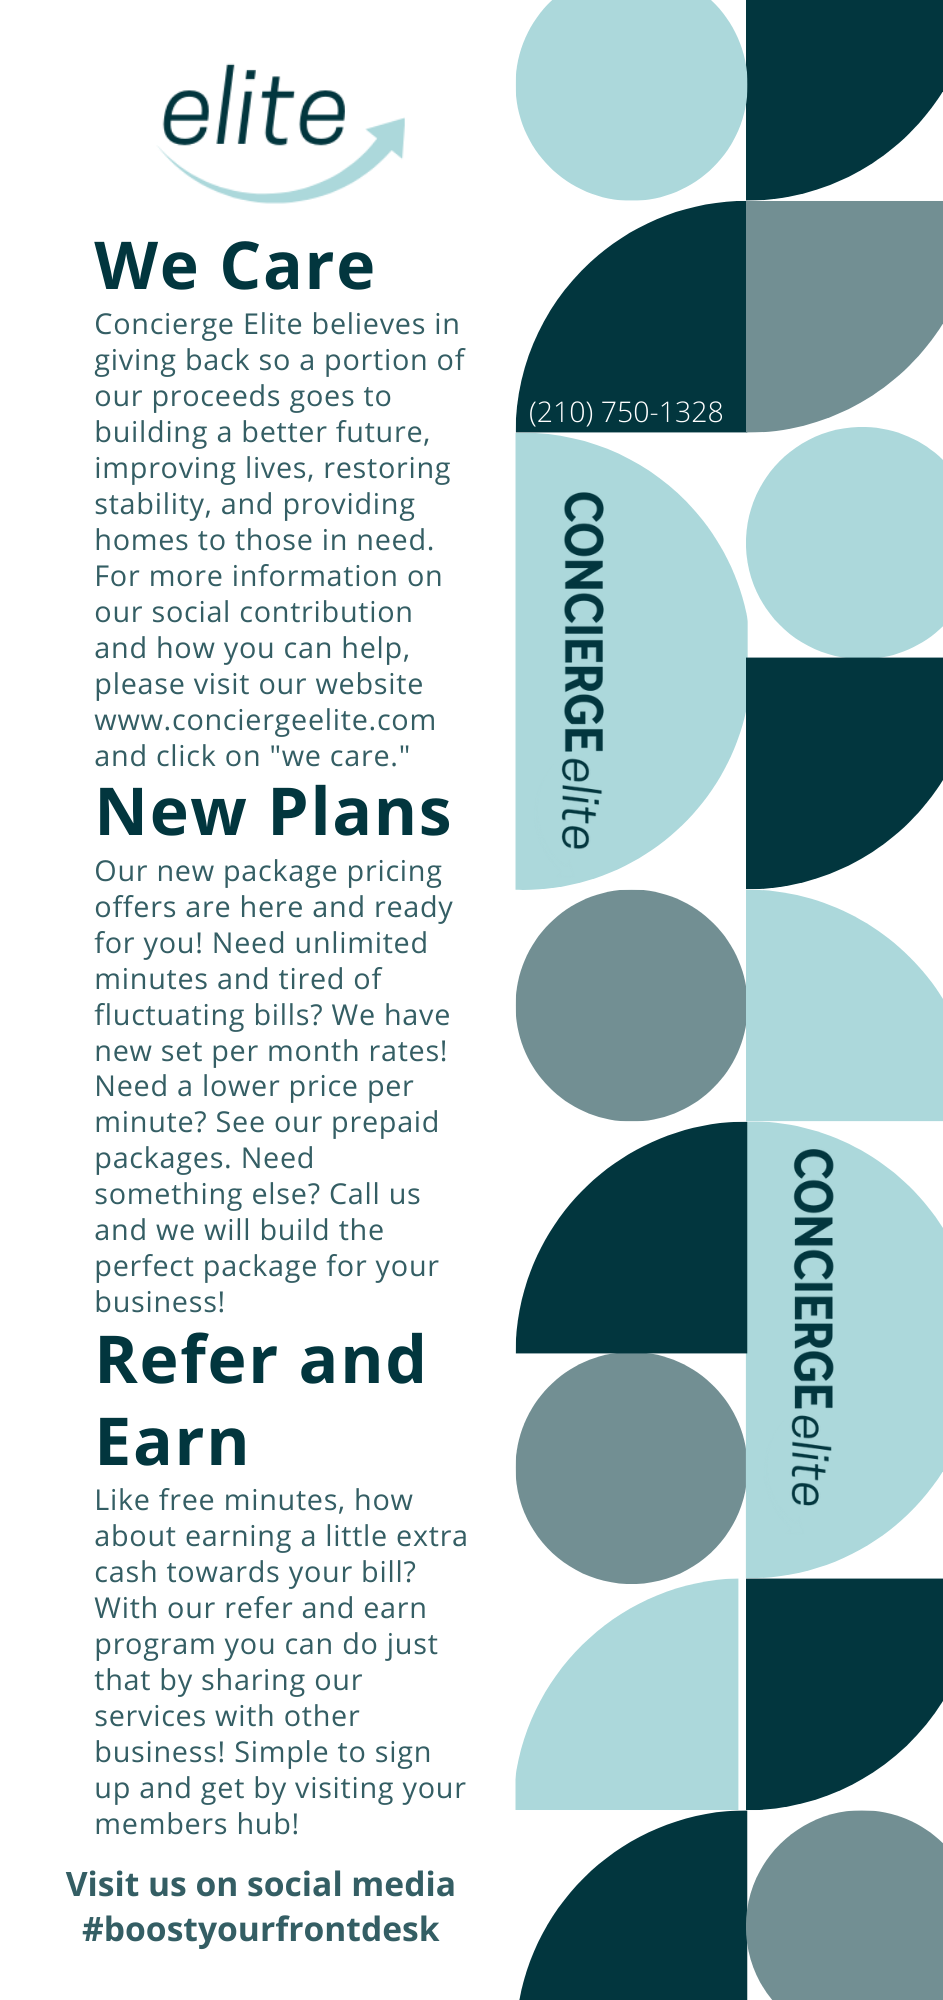 elite
We Care
Concierge Elite believes in
giving back so a portion of
our proceeds goes to
building a better future,
improving lives, restoring
stability, and providing
homes to those in need.
For more information on
our social contribution
and how you can help,
please visit our website
www.conciergeelite.com
and click on "we care."
New Plans
Our new package pricing
offers are here and ready
for you! Need unlimited
minutes and tired of
fluctuating bills? We have
new set per month rates!
Need a lower price per
minute? See our prepaid
packages. Need
something else? Call us
and we will build the
perfect package for your
business!
Refer and
Earn
Like free minutes, how
about earning a little extra
cash towards your bill?
With our refer and earn
program you can do just
that by sharing our
services with other
business! Simple to sign
up and get by visiting your
members hub!
Visit us on social media
#boostyourfrontdesk
(210) 750-1328
CONCIERGE elite
CONCIERGE elite